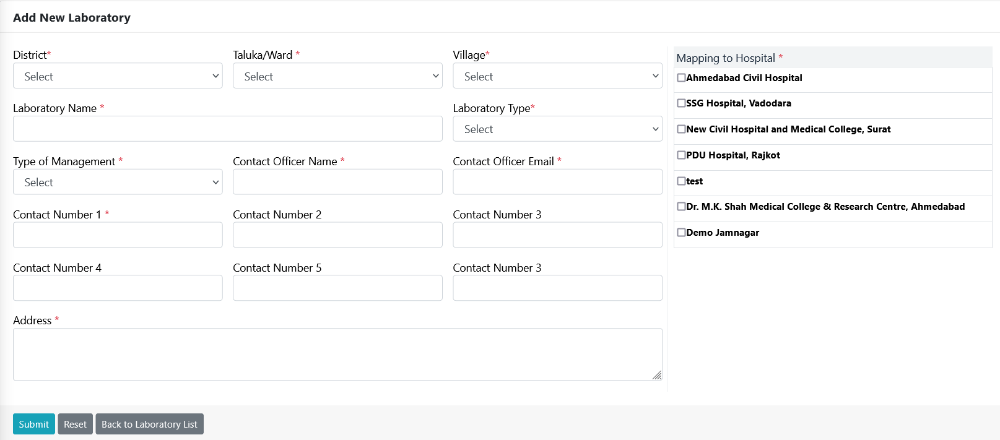 Add New Laboratory
District* Taluka/Ward * Village*
Select Select Select
Laboratory Name * Laboratory Type*
Select
Type of Management * Contact Officer Name * Contact Officer Email *
Select
Contact Number 1 * Contact Number 2 Contact Number 3
Contact Number 4 Contact Number 5 Contact Number 3
Address *
Mapping to Hospital *
Ahmedabad Civil Hospital
SSG Hospital, Vadodara
New Civil Hospital and Medical College, Surat
PDU Hospital, Rajkot
test
Dr. M.K. Shah Medical College & Research Centre, Ahmedabad
Demo Jamnagar
Submit Reset Back to Laboratory List